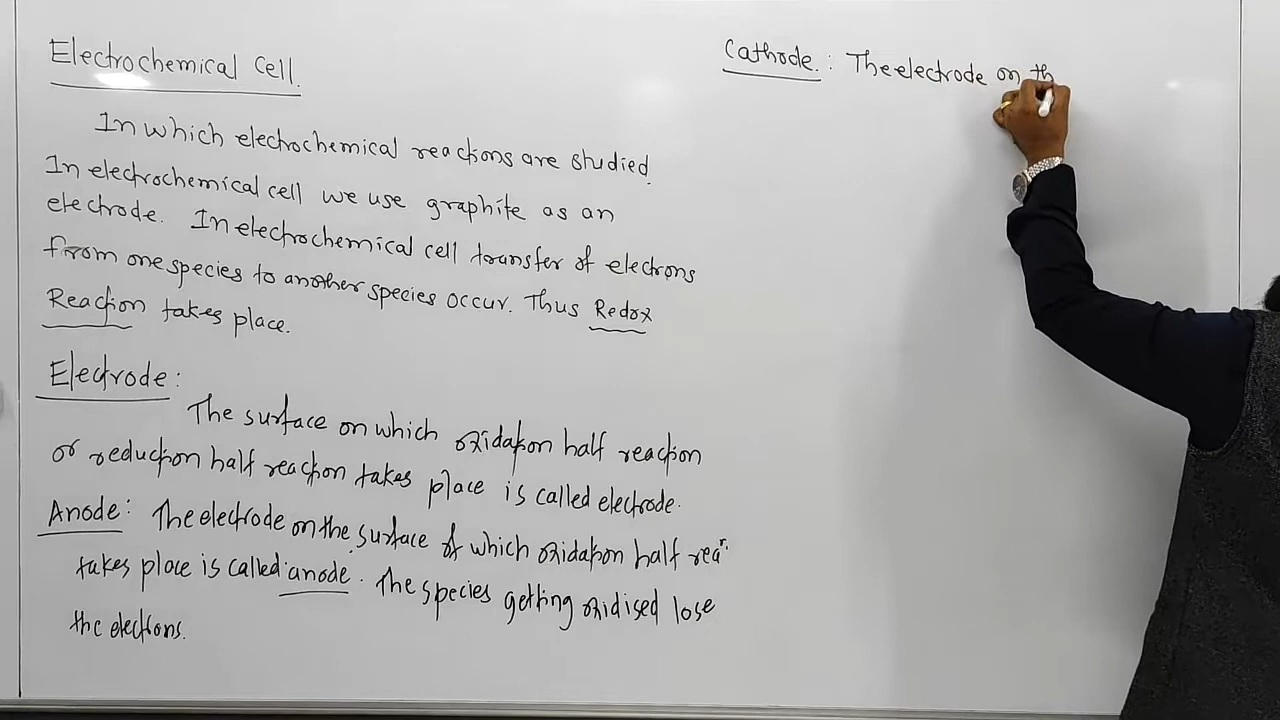 Electrochemical Cell.
In which electrochemical reactions are studied.
In electrochemical cell we use graphite as an
electrode. In electrochemical cell transfer of electrons
from one species to another species occur. Thus Redox
Reaction takes place.
Electrode:
The surface on which oxidation half reaction
or reduction half reaction takes place is called electrode.
Anode: The electrode on the surface of which oxidation half reaⁿ.
takes place is called anode. The species getting oxidised lose
the electrons.
Cathode: The electrode on th